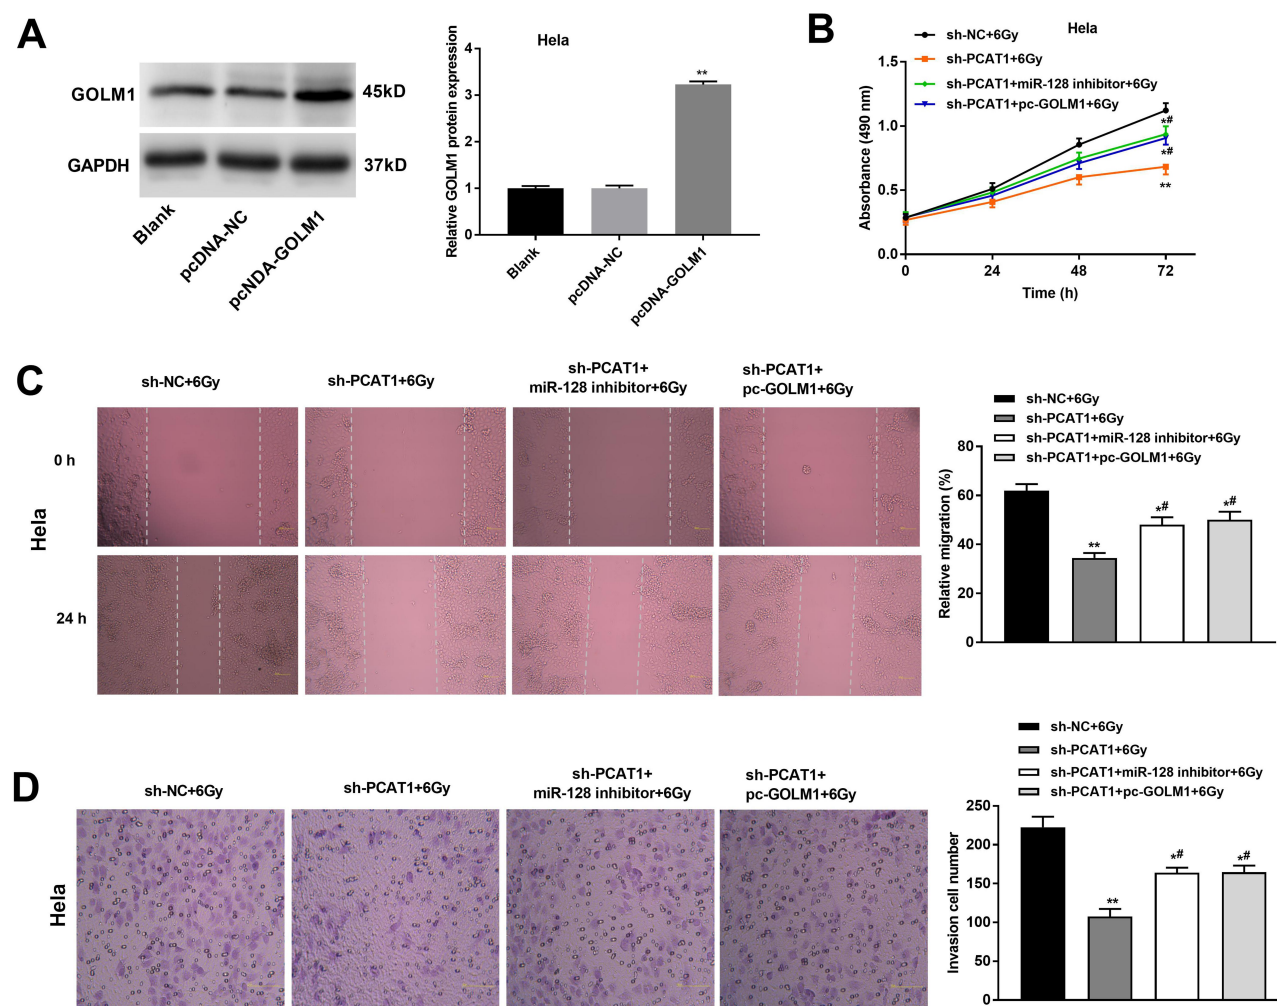 A
GOLM1
45kD
GAPDH
37kD
Blank
pcDNA-NC
pcNDA-GOLM1
Hela
Relative GOLM1 protein expression
4
3
2
1
0
**
Blank
pcDNA-NC
pcDNA-GOLM1
B
Hela
sh-NC+6Gy
sh-PCAT1+6Gy
sh-PCAT1+miR-128 inhibitor+6Gy
sh-PCAT1+pc-GOLM1+6Gy
Absorbance (490 nm)
1.5
1.0
0.5
0.0
*#
*#
**
0 24 48 72
Time (h)
C
sh-NC+6Gy
sh-PCAT1+6Gy
sh-PCAT1+
miR-128 inhibitor+6Gy
sh-PCAT1+
pc-GOLM1+6Gy
0 h
24 h
Hela
sh-NC+6Gy
sh-PCAT1+6Gy
sh-PCAT1+miR-128 inhibitor+6Gy
sh-PCAT1+pc-GOLM1+6Gy
Relative migration (%)
80
60
40
20
0
**
*#
*#
D
sh-NC+6Gy
sh-PCAT1+6Gy
sh-PCAT1+
miR-128 inhibitor+6Gy
sh-PCAT1+
pc-GOLM1+6Gy
Hela
sh-NC+6Gy
sh-PCAT1+6Gy
sh-PCAT1+miR-128 inhibitor+6Gy
sh-PCAT1+pc-GOLM1+6Gy
Invasion cell number
250
200
150
100
50
0
**
*#
*#